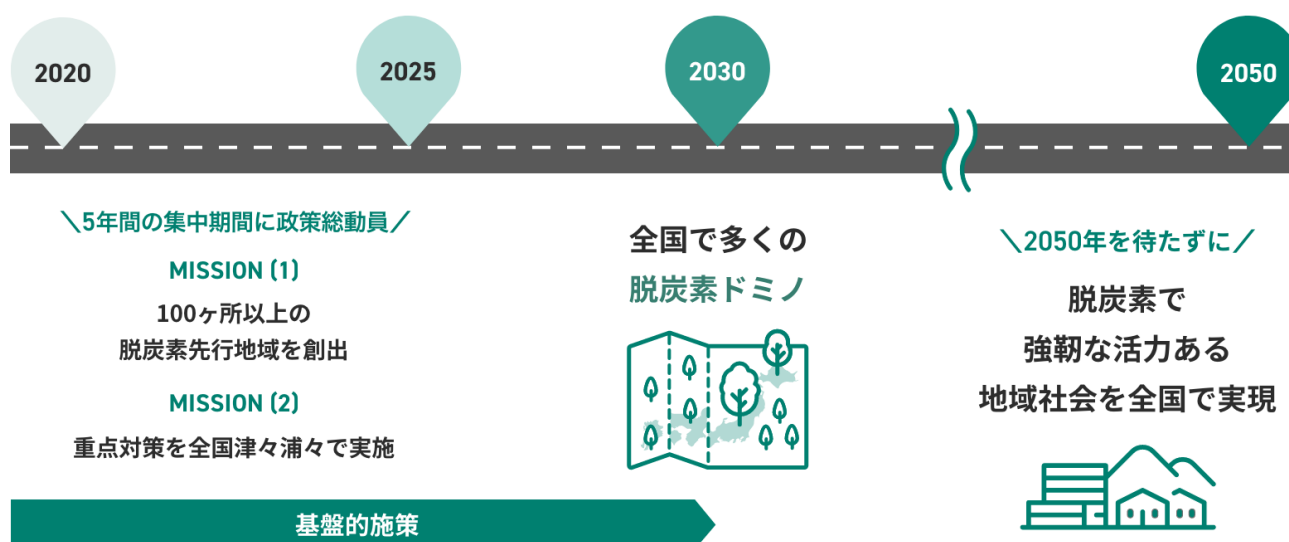 2020
2025
2030
2050
＼5年間の集中期間に政策総動員／
MISSION (1)
100ヶ所以上の
脱炭素先行地域を創出
MISSION (2)
重点対策を全国津々浦々で実施
基盤的施策
全国で多くの
脱炭素ドミノ
＼2050年を待たずに／
脱炭素で
強靭な活力ある
地域社会を全国で実現